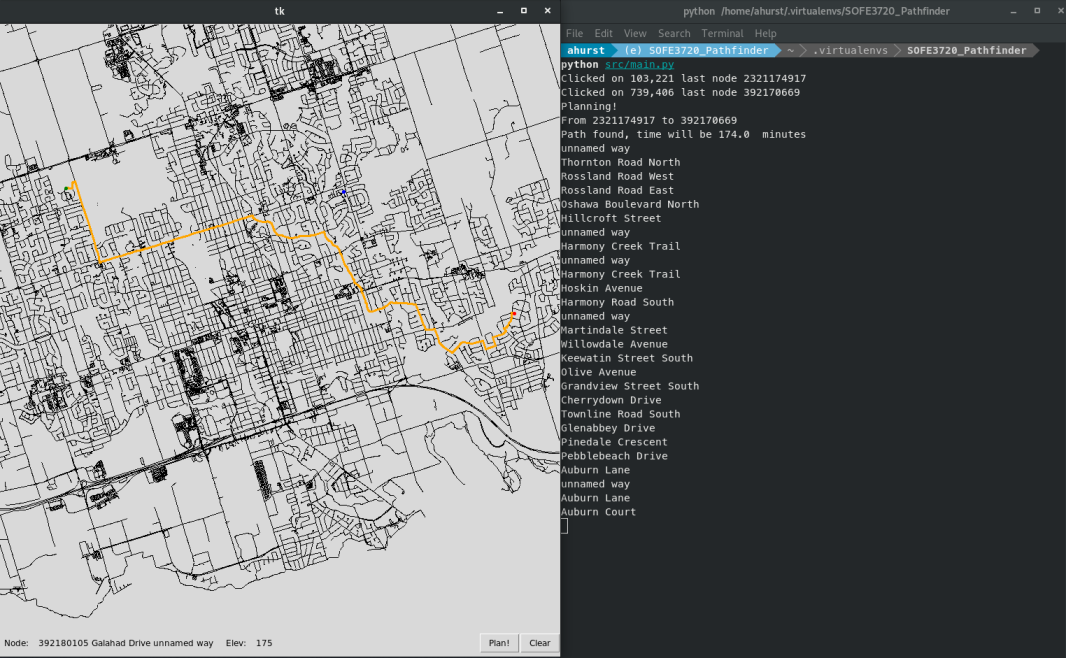 tk
Node: 392180105 Galahad Drive unnamed way Elev: 175
Plan!
Clear
python /home/ahurst/.virtualenvs/SOFE3720_Pathfinder
File Edit View Search Terminal Help
ahurst (e) SOFE3720_Pathfinder ~ .virtualenvs SOFE3720_Pathfinder
python src/main.py
Clicked on 103,221 last node 2321174917
Clicked on 739,406 last node 392170669
Planning!
From 2321174917 to 392170669
Path found, time will be 174.0 minutes
unnamed way
Thornton Road North
Rossland Road West
Rossland Road East
Oshawa Boulevard North
Hillcroft Street
unnamed way
Harmony Creek Trail
unnamed way
Harmony Creek Trail
Hoskin Avenue
Harmony Road South
unnamed way
Martindale Street
Willowdale Avenue
Keewatin Street South
Olive Avenue
Grandview Street South
Cherrydown Drive
Townline Road South
Glenabbey Drive
Pinedale Crescent
Pebblebeach Drive
Auburn Lane
unnamed way
Auburn Lane
Auburn Court